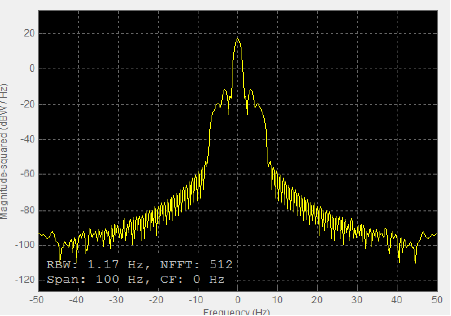 Magnitude-squared (dBW / Hz)
20
0
-20
-40
-60
-80
-100
-120
RBW: 1.17 Hz, NFFT: 512
Span: 100 Hz, CF: 0 Hz
-50 -40 -30 -20 -10 0 10 20 30 40 50
Frequency (Hz)